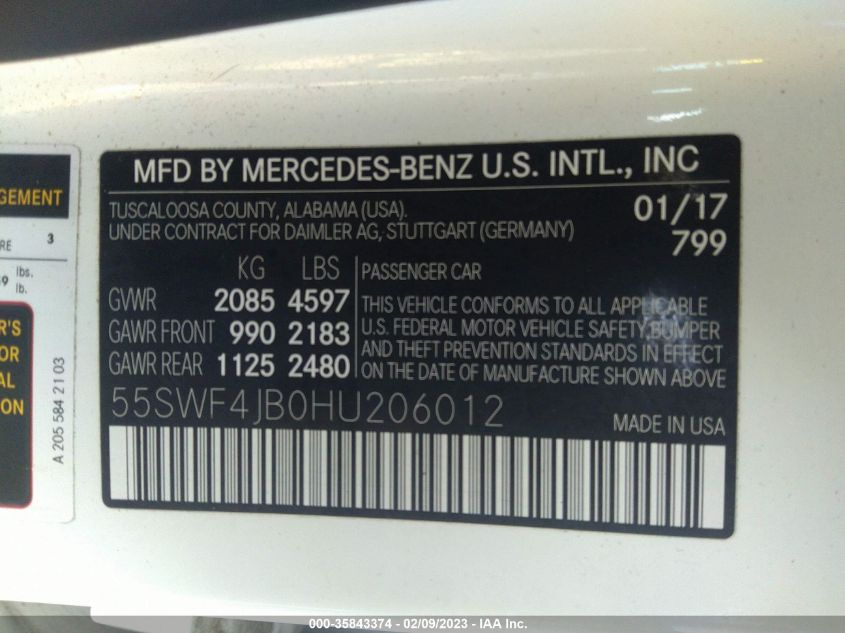 GEMENT
RE 3
9 lbs.
lb.
R'S
OR
AL
ION
A 205 584 21 03
MFD BY MERCEDES-BENZ U.S. INTL., INC
TUSCALOOSA COUNTY, ALABAMA (USA). 01/17
UNDER CONTRACT FOR DAIMLER AG, STUTTGART (GERMANY) 799
KG LBS
GVWR 2085 4597
GAWR FRONT 990 2183
GAWR REAR 1125 2480
PASSENGER CAR
THIS VEHICLE CONFORMS TO ALL APPLICABLE
U.S. FEDERAL MOTOR VEHICLE SAFETY,BUMPER
AND THEFT PREVENTION STANDARDS IN EFFECT
ON THE DATE OF MANUFACTURE SHOWN ABOVE.
55SWF4JB0HU206012
MADE IN USA
000-35843374 - 02/09/2023 - IAA Inc.